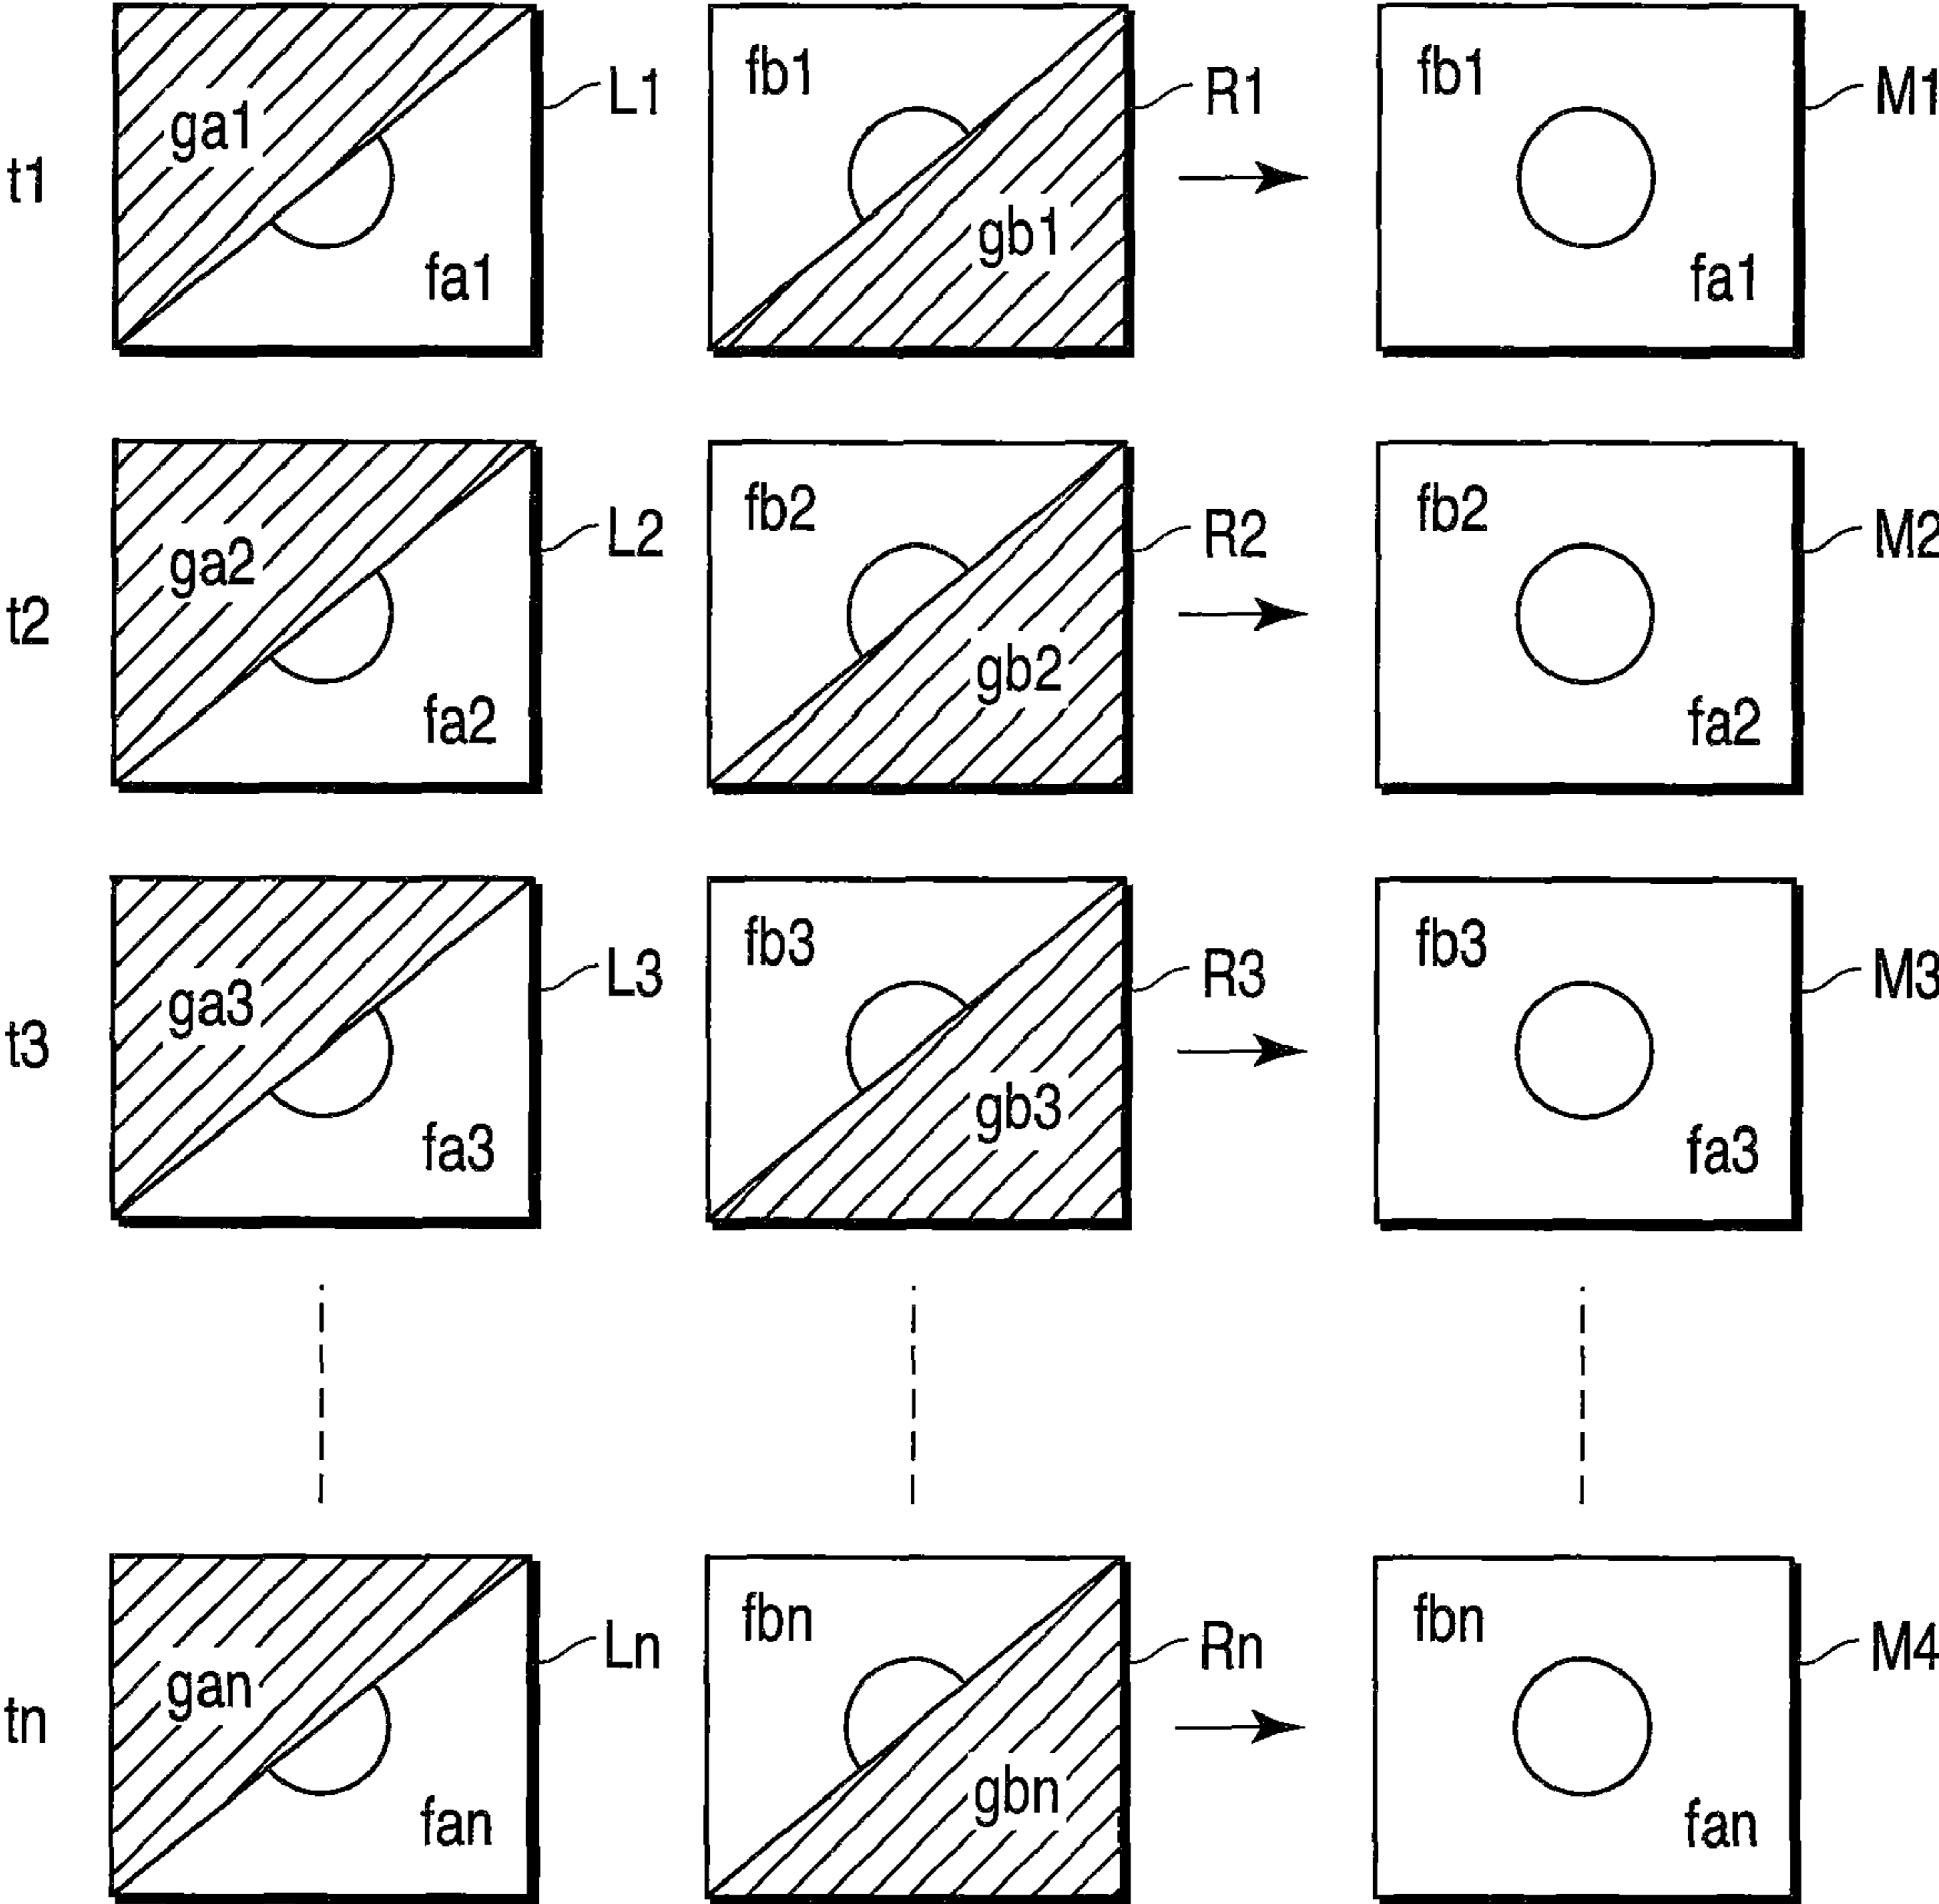 t1
ga1
fa1
L1
fb1
gb1
R1
fb1
fa1
M1
t2
ga2
fa2
L2
fb2
gb2
R2
fb2
fa2
M2
t3
ga3
fa3
L3
fb3
gb3
R3
fb3
fa3
M3
tn
gan
fan
Ln
fbn
gbn
Rn
fbn
fan
M4